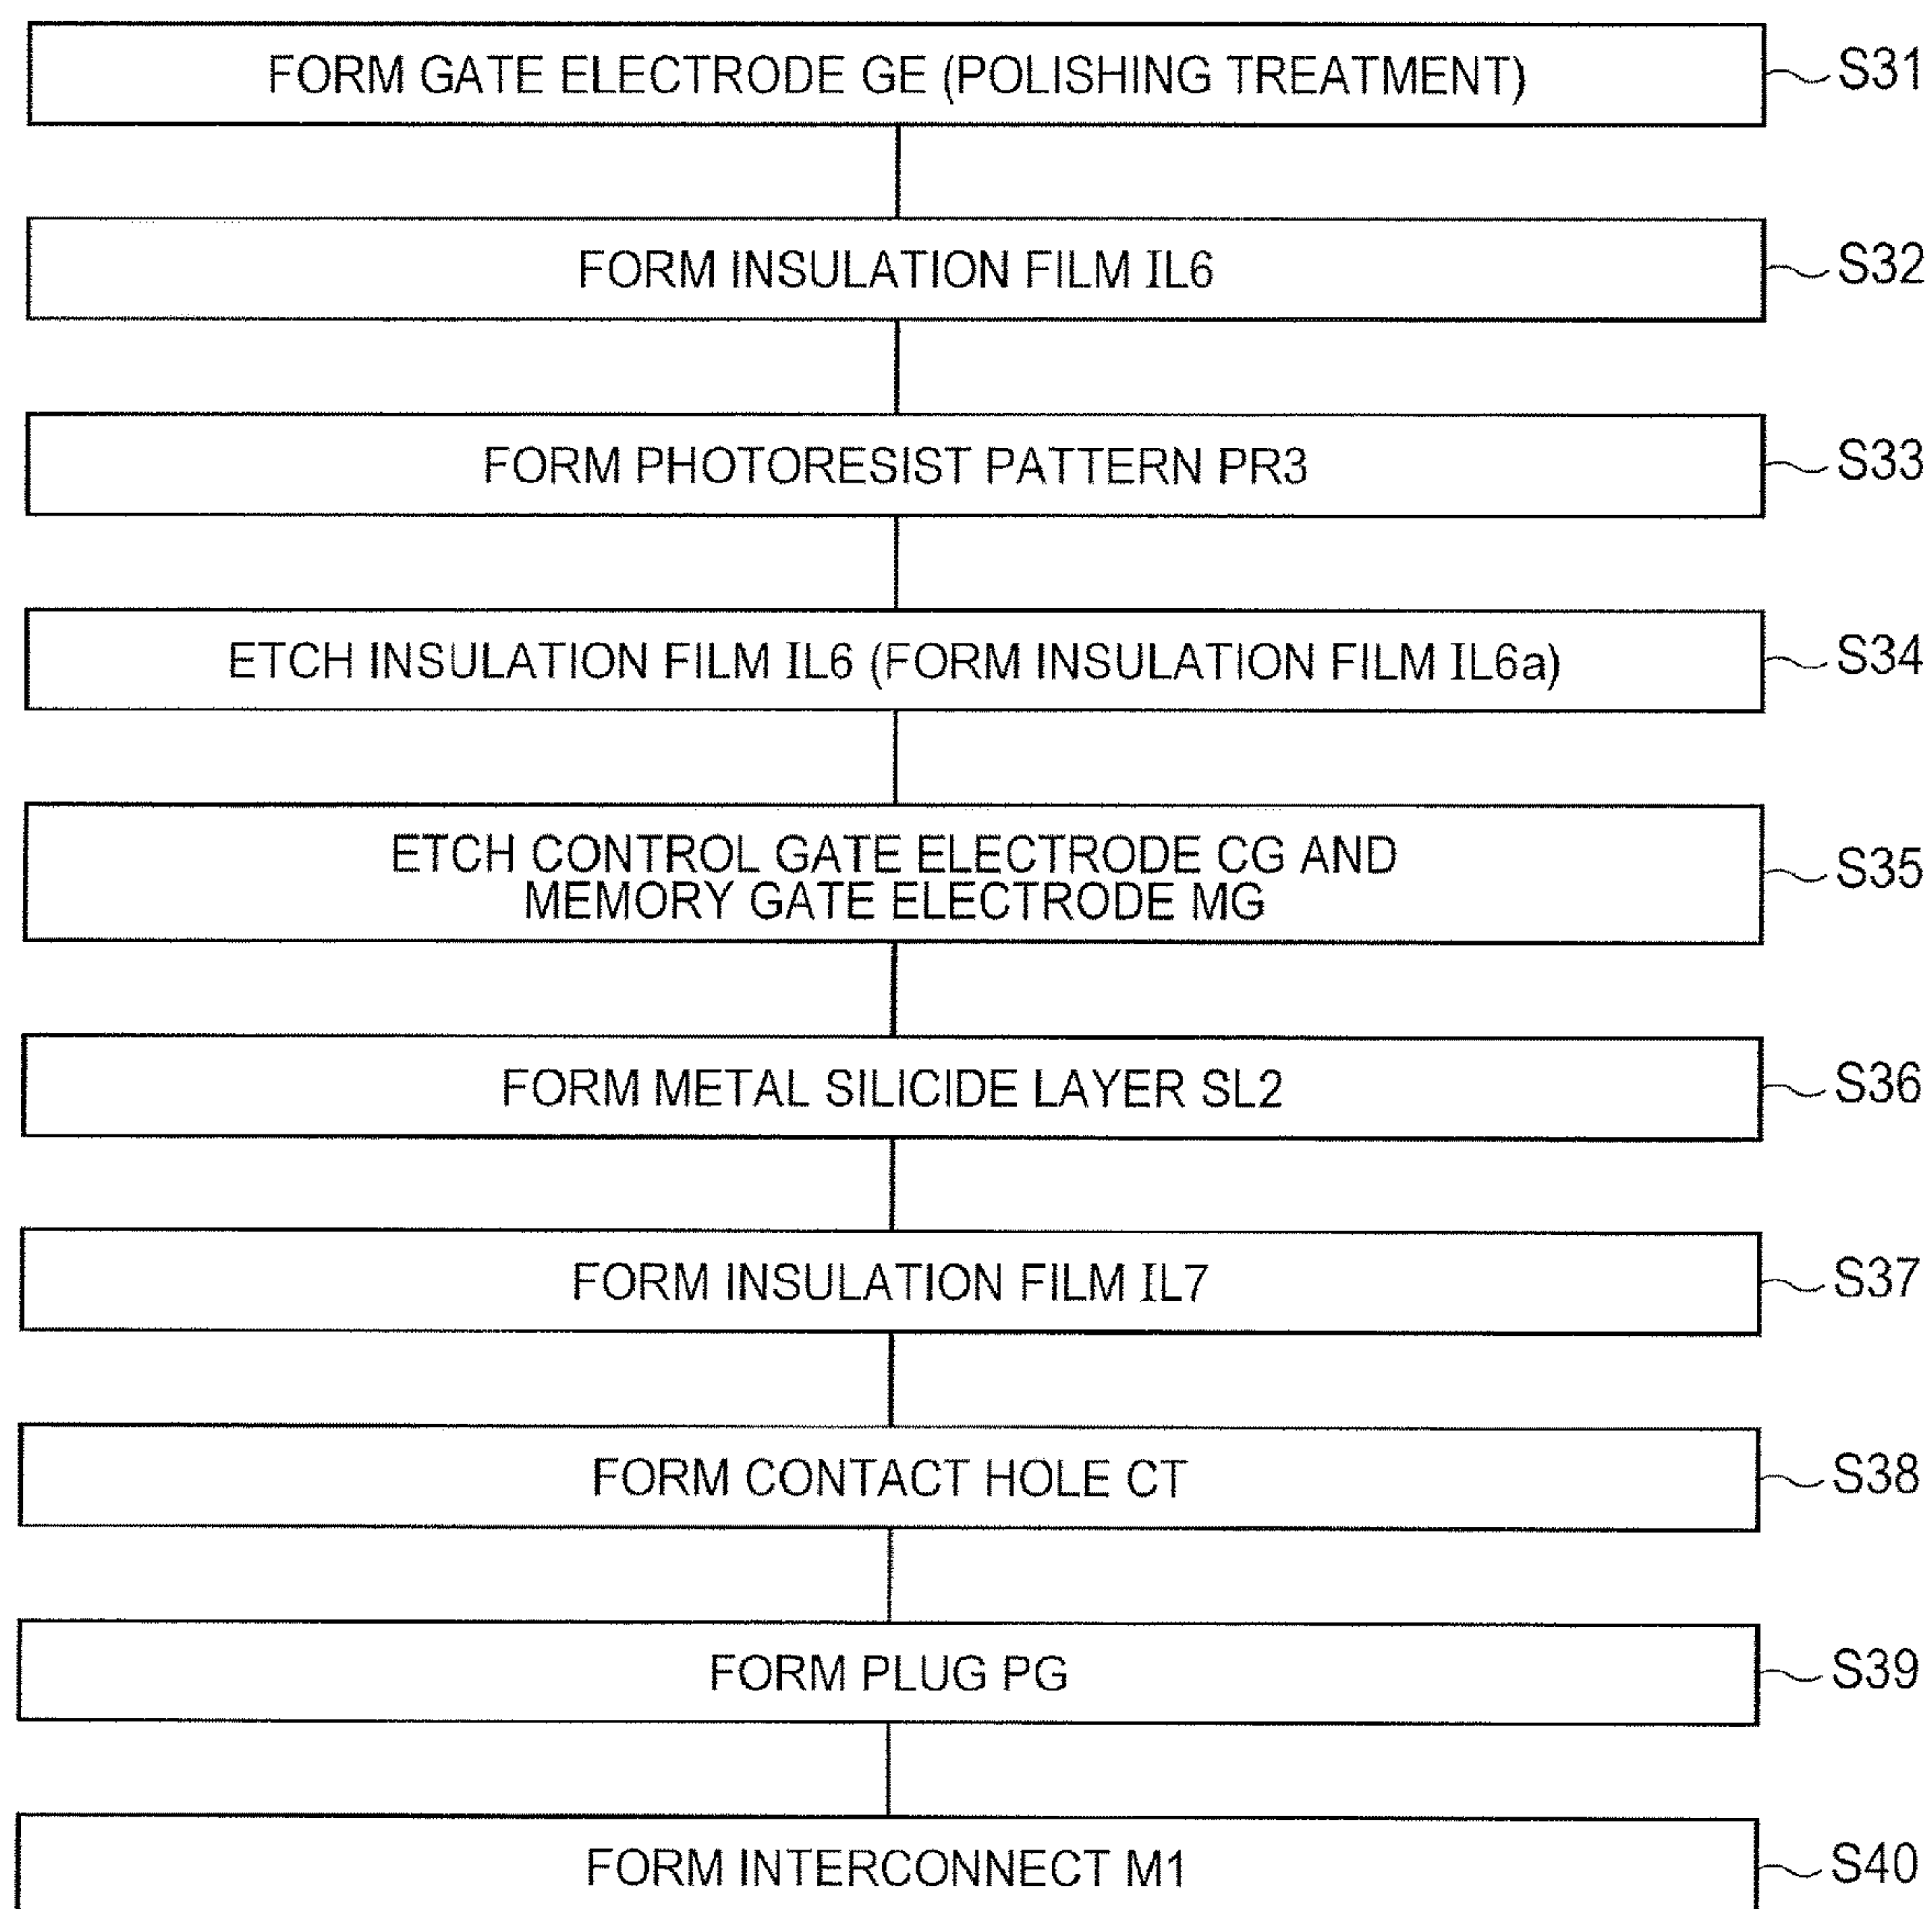 FORM GATE ELECTRODE GE (POLISHING TREATMENT) S31
FORM INSULATION FILM IL6 S32
FORM PHOTORESIST PATTERN PR3 S33
ETCH INSULATION FILM IL6 (FORM INSULATION FILM IL6a) S34
ETCH CONTROL GATE ELECTRODE CG AND
MEMORY GATE ELECTRODE MG S35
FORM METAL SILICIDE LAYER SL2 S36
FORM INSULATION FILM IL7 S37
FORM CONTACT HOLE CT S38
FORM PLUG PG S39
FORM INTERCONNECT M1 S40